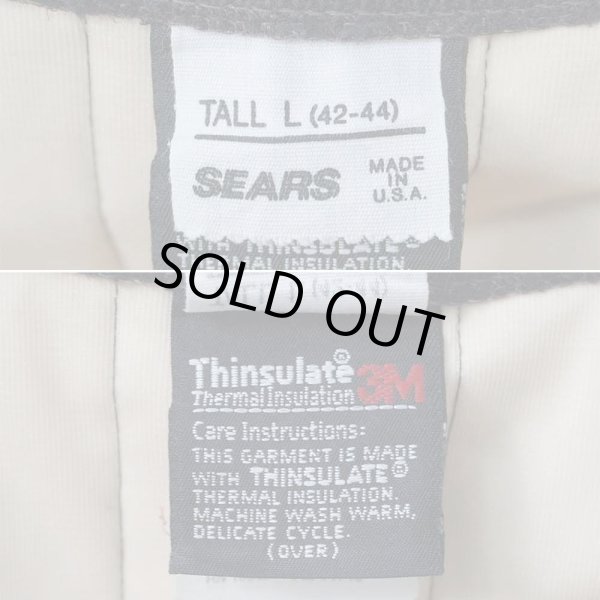 TALL L (42-44)
SEARS
MADE
IN
U.S.A.
THINSULATE
THERMAL INSULATION.
SOLD OUT
Thinsulate® 3M
Thermal Insulation
Care Instructions:
THIS GARMENT IS MADE
WITH THINSULATE®
THERMAL INSULATION.
MACHINE WASH WARM,
DELICATE CYCLE.
(OVER)